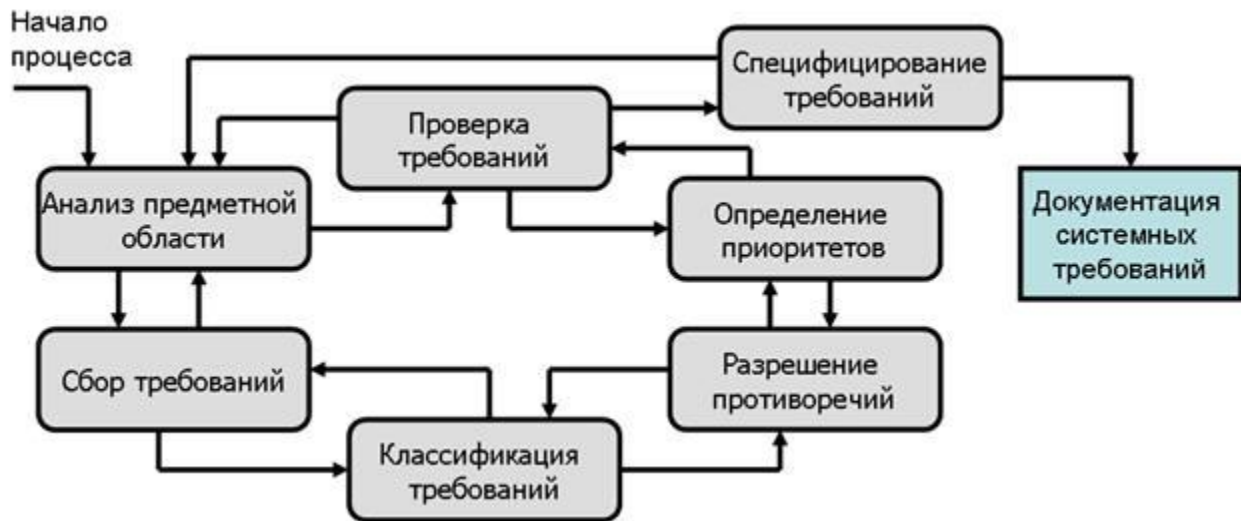 Начало
процесса
Спецификация
требований
Проверка
требований
Анализ предметной
области
Определение
приоритетов
Документация
системных
требований
Сбор требований
Разрешение
противоречий
Классификация
требований